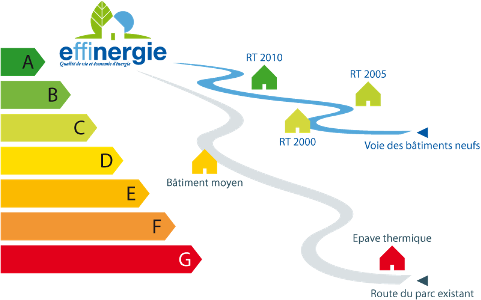 effinergie
Qualité de vie et économie d'énergie
A
B
C
D
E
F
G
RT 2010
RT 2005
RT 2000
Voie des bâtiments neufs
Bâtiment moyen
Epave thermique
Route du parc existant